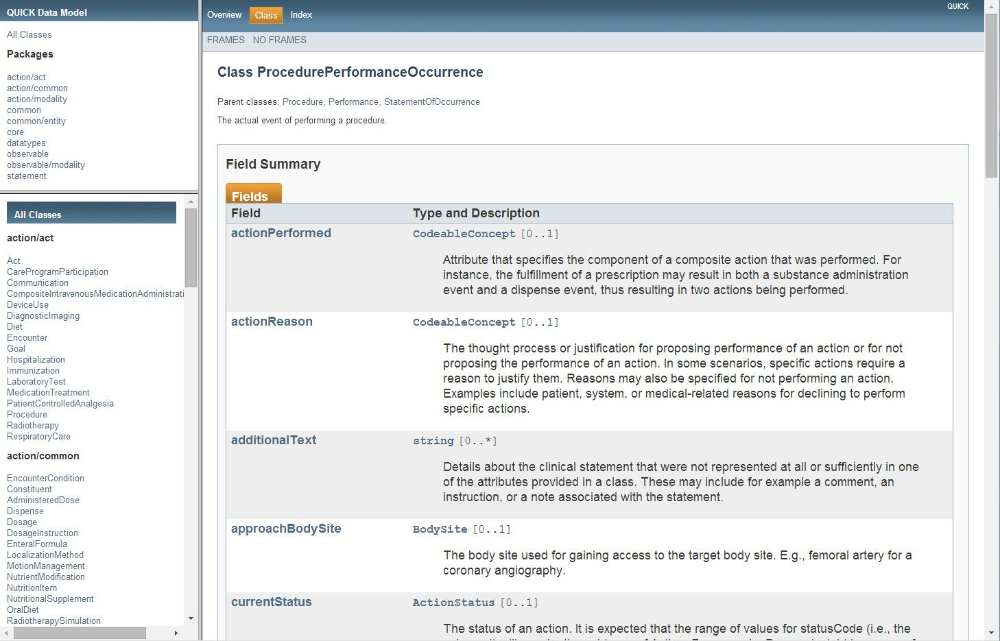 QUICK Data Model
All Classes
Packages
action/act
action/common
action/modality
common
common/entity
core
datatypes
observable
observable/modality
statement
All Classes
action/act
Act
CareProgramParticipation
Communication
CompositeIntravenousMedicationAdministrati
DeviceUse
DiagnosticImaging
Diet
Encounter
Goal
Hospitalization
Immunization
LaboratoryTest
MedicationTreatment
PatientControlledAnalgesia
Procedure
Radiotherapy
RespiratoryCare
action/common
EncounterCondition
Constituent
AdministeredDose
Dispense
Dosage
DosageInstruction
EnteralFormula
LocalizationMethod
MotionManagement
NutrientModification
NutritionItem
NutritionalSupplement
OralDiet
RadiotherapySimulation
Overview Class Index
QUICK
FRAMES NO FRAMES
Class ProcedurePerformanceOccurrence
Parent classes: Procedure, Performance, StatementOfOccurrence
The actual event of performing a procedure.
Field Summary
Fields
Field Type and Description
actionPerformed CodeableConcept [0..1]
Attribute that specifies the component of a composite action that was performed. For
instance, the fulfillment of a prescription may result in both a substance administration
event and a dispense event, thus resulting in two actions being performed.
actionReason CodeableConcept [0..1]
The thought process or justification for proposing performance of an action or for not
proposing the performance of an action. In some scenarios, specific actions require a
reason to justify them. Reasons may also be specified for not performing an action.
Examples include patient, system, or medical-related reasons for declining to perform
specific actions.
additionalText string [0..*]
Details about the clinical statement that were not represented at all or sufficiently in one
of the attributes provided in a class. These may include for example a comment, an
instruction, or a note associated with the statement.
approachBodySite BodySite [0..1]
The body site used for gaining access to the target body site. E.g., femoral artery for a
coronary angiography.
currentStatus ActionStatus [0..1]
The status of an action. It is expected that the range of values for statusCode (i.e., the